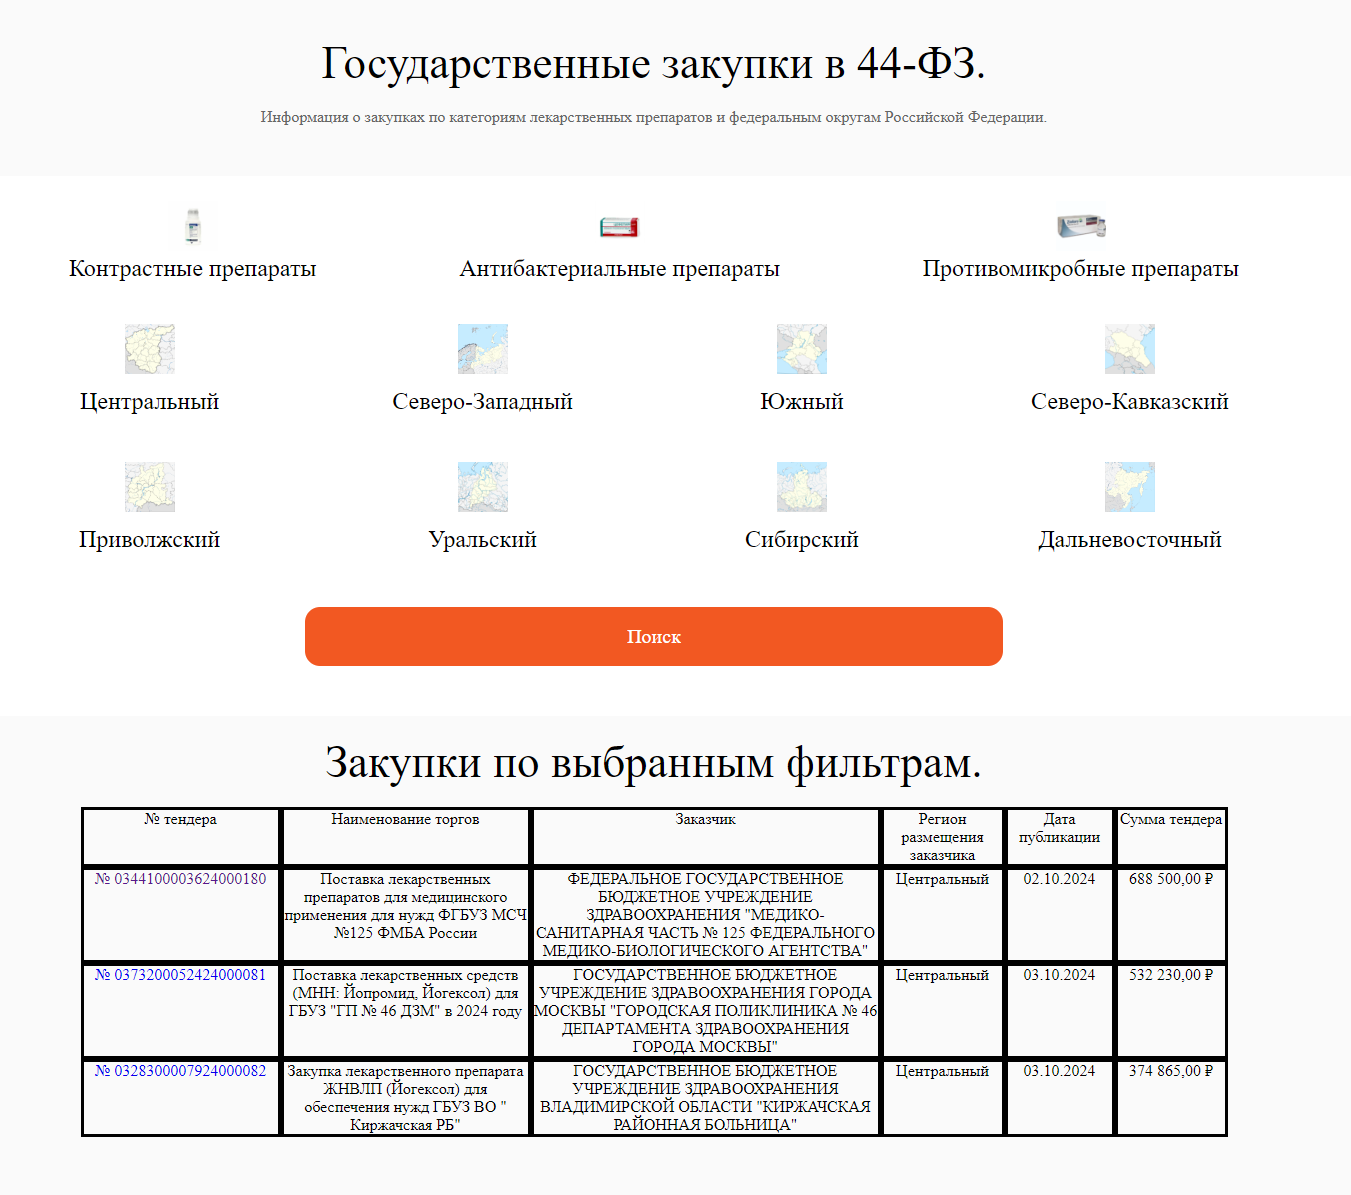 Государственные закупки в 44-ФЗ.
Информация о закупках по категориям лекарственных препаратов и федеральным округам Российской Федерации.
Контрастные препараты
Антибактериальные препараты
Противомикробные препараты
Центральный
Северо-Западный
Южный
Северо-Кавказский
Приволжский
Уральский
Сибирский
Дальневосточный
Поиск
Закупки по выбранным фильтрам.
№ тендера
Наименование торгов
Заказчик
Регион
размещения
заказчика
Дата
публикации
Сумма тендера
№ 0344100003624000180
Поставка лекарственных
препаратов для медицинского
применения для нужд ФГБУЗ МСЧ
№125 ФМБА России
ФЕДЕРАЛЬНОЕ ГОСУДАРСТВЕННОЕ
БЮДЖЕТНОЕ УЧРЕЖДЕНИЕ
ЗДРАВООХРАНЕНИЯ "МЕДИКО-
САНИТАРНАЯ ЧАСТЬ № 125 ФЕДЕРАЛЬНОГО
МЕДИКО-БИОЛОГИЧЕСКОГО АГЕНТСТВА"
Центральный
02.10.2024
688 500,00 ₽
№ 0373200052424000081
Поставка лекарственных средств
(МНН: Йопромид, Йогексол) для
ГБУЗ "ГП № 46 ДЗМ" в 2024 году
ГОСУДАРСТВЕННОЕ БЮДЖЕТНОЕ
УЧРЕЖДЕНИЕ ЗДРАВООХРАНЕНИЯ ГОРОДА
МОСКВЫ "ГОРОДСКАЯ ПОЛИКЛИНИКА № 46
ДЕПАРТАМЕНТА ЗДРАВООХРАНЕНИЯ
ГОРОДА МОСКВЫ"
Центральный
03.10.2024
532 230,00 ₽
№ 0328300007924000082
Закупка лекарственного препарата
ЖНВЛП (Йогексол) для
обеспечения нужд ГБУЗ ВО "
Киржачская РБ"
ГОСУДАРСТВЕННОЕ БЮДЖЕТНОЕ
УЧРЕЖДЕНИЕ ЗДРАВООХРАНЕНИЯ
ВЛАДИМИРСКОЙ ОБЛАСТИ "КИРЖАЧСКАЯ
РАЙОННАЯ БОЛЬНИЦА"
Центральный
03.10.2024
374 865,00 ₽